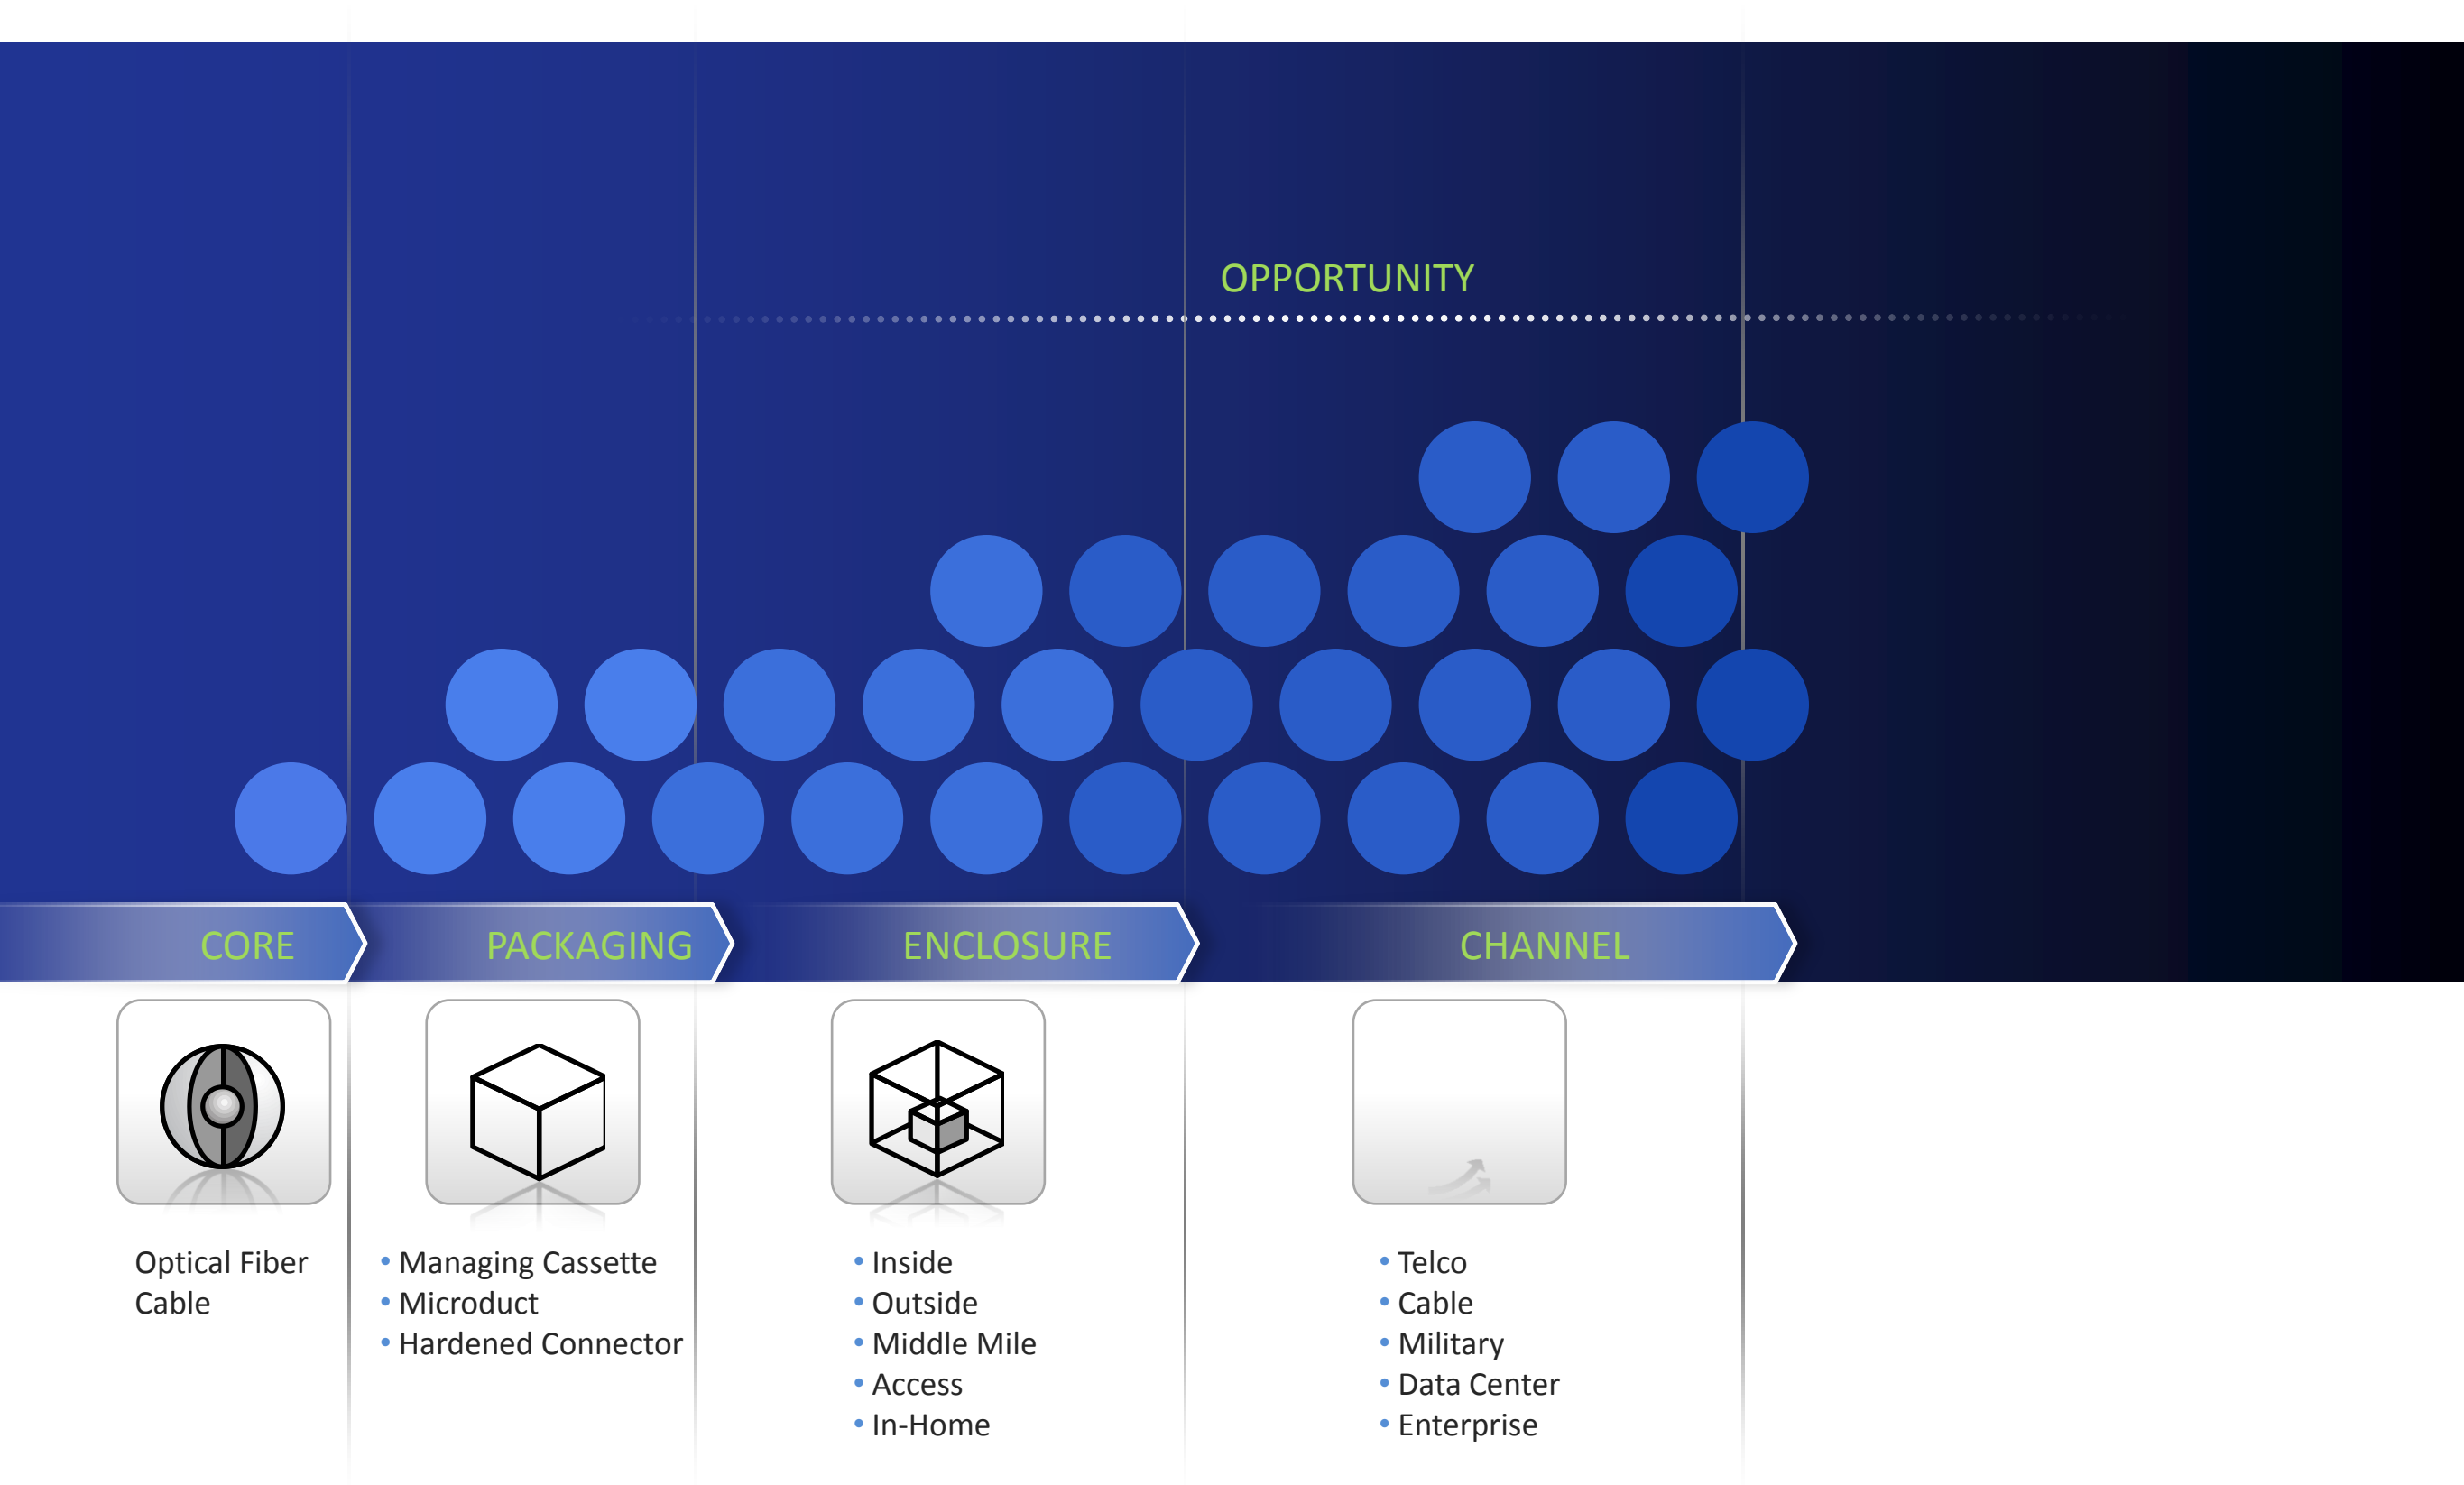 OPPORTUNITY
CORE
PACKAGING
ENCLOSURE
CHANNEL
Optical Fiber
Cable
• Managing Cassette
• Microduct
• Hardened Connector
• Inside
• Outside
• Middle Mile
• Access
• In-Home
• Telco
• Cable
• Military
• Data Center
• Enterprise